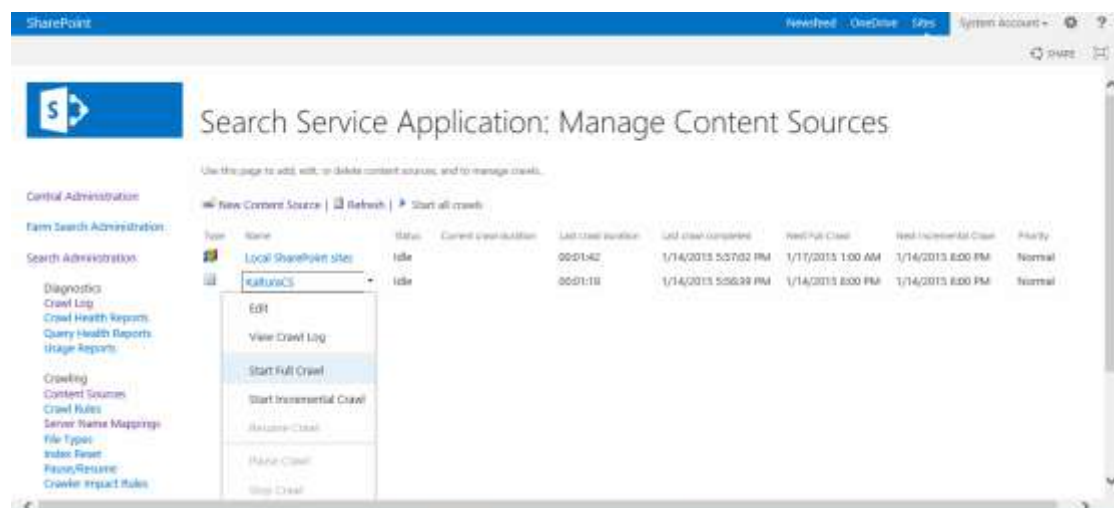 SharePoint
Newsfeed OneDrive Sites System Account ?
SHARE
S
Search Service Application: Manage Content Sources
Use this page to add, edit, or delete content sources, and to manage crawls.
Central Administration
Farm Search Administration
Search Administration
Diagnostics
Crawl Log
Crawl Health Reports
Query Health Reports
Usage Reports
Crawling
Content Sources
Crawl Rules
Server Name Mappings
File Types
Index Reset
Pause/Resume
Crawler Impact Rules
New Content Source | Refresh | Start all crawls
Type Name Status Current crawl duration Last crawl duration Last crawl completed Next Full Crawl Next Incremental Crawl Priority
Local SharePoint sites Idle 00:01:42 1/14/2015 5:57:02 PM 1/17/2015 1:00 AM 1/14/2015 8:00 PM Normal
KalturaCS Idle 00:01:18 1/14/2015 5:56:39 PM 1/14/2015 8:00 PM 1/14/2015 8:00 PM Normal
Edit
View Crawl Log
Start Full Crawl
Start Incremental Crawl
Resume Crawl
Pause Crawl
Stop Crawl